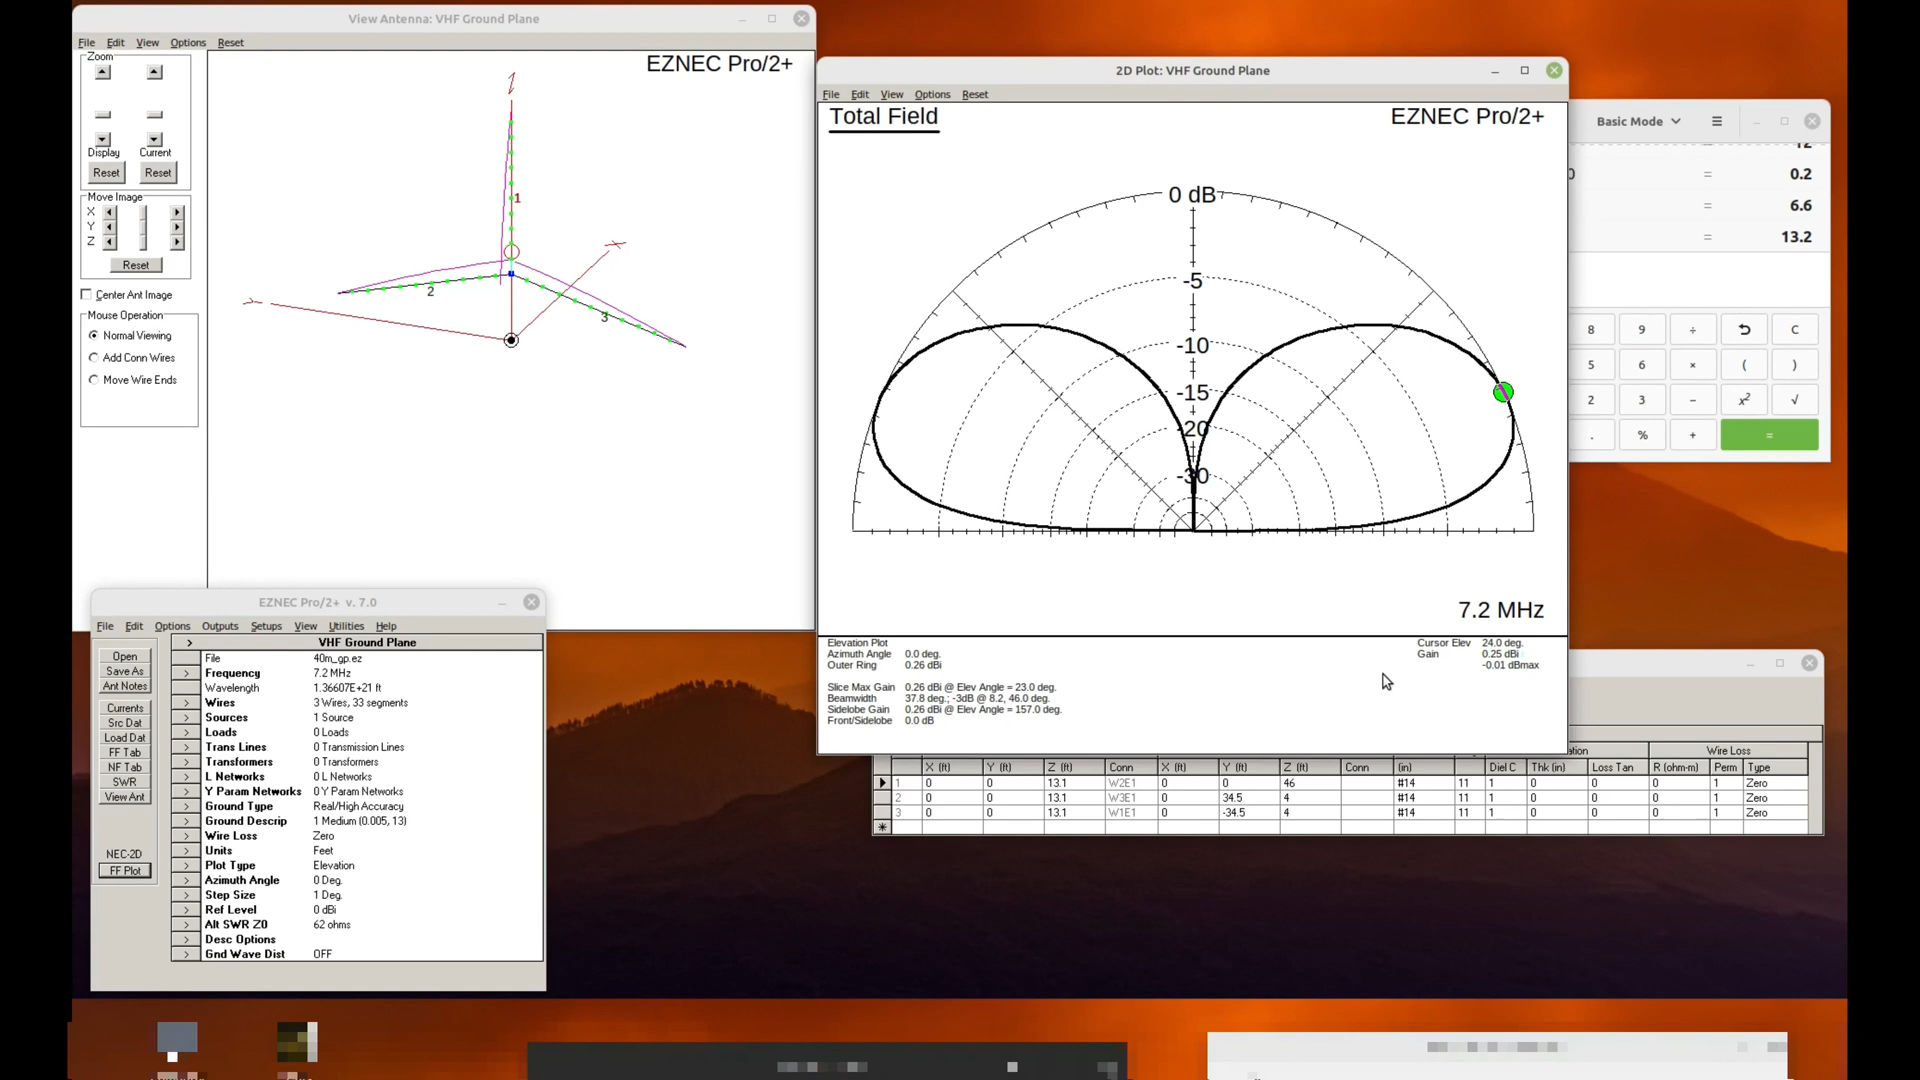 View Antenna: VHF Ground Plane
File Edit View Options Reset
Zoom
Display Current
Reset Reset
Move Image
X
Y
Z
Reset
Center Ant Image
Mouse Operation
Normal Viewing
Add Conn Wires
Move Wire Ends
EZNEC Pro/2+
Z
1
X
2
3
Y
2D Plot: VHF Ground Plane
File Edit View Options Reset
Total Field
EZNEC Pro/2+
0 dB
-5
-10
-15
-20
-30
7.2 MHz
Elevation Plot
Azimuth Angle 0.0 deg.
Outer Ring 0.26 dBi
Slice Max Gain 0.26 dBi @ Elev Angle = 23.0 deg.
Beamwidth 37.8 deg.; -3dB @ 8.2, 46.0 deg.
Sidelobe Gain 0.26 dBi @ Elev Angle = 157.0 deg.
Front/Sidelobe 0.0 dB
Cursor Elev 24.0 deg.
Gain 0.25 dBi
-0.01 dBmax
Basic Mode
12
0 = 0.2
= 6.6
= 13.2
8 9 ÷ C
5 6 × ( )
2 3 − x² √
. % + =
EZNEC Pro/2+ v. 7.0
File Edit Options Outputs Setups View Utilities Help
Open
Save As
Ant Notes
Currents
Src Dat
Load Dat
FF Tab
NF Tab
SWR
View Ant
NEC-2D
FF Plot
> VHF Ground Plane
File 40m_gp.ez
> Frequency 7.2 MHz
Wavelength 1.36607E+21 ft
> Wires 3 Wires, 33 segments
> Sources 1 Source
> Loads 0 Loads
> Trans Lines 0 Transmission Lines
> Transformers 0 Transformers
> L Networks 0 L Networks
> Y Param Networks 0 Y Param Networks
> Ground Type Real/High Accuracy
> Ground Descrip 1 Medium (0.005, 13)
> Wire Loss Zero
> Units Feet
> Plot Type Elevation
> Azimuth Angle 0 Deg.
> Step Size 1 Deg.
> Ref Level 0 dBi
> Alt SWR Z0 62 ohms
> Desc Options
> Gnd Wave Dist OFF
ation Wire Loss
X (ft) Y (ft) Z (ft) Conn X (ft) Y (ft) Z (ft) Conn (in) Diel C Thk (in) Loss Tan R (ohm-m) Perm Type
1 0 0 13.1 W2E1 0 0 46 #14 11 1 0 0 0 1 Zero
2 0 0 13.1 W3E1 0 34.5 4 #14 11 1 0 0 0 1 Zero
3 0 0 13.1 W1E1 0 -34.5 4 #14 11 1 0 0 0 1 Zero